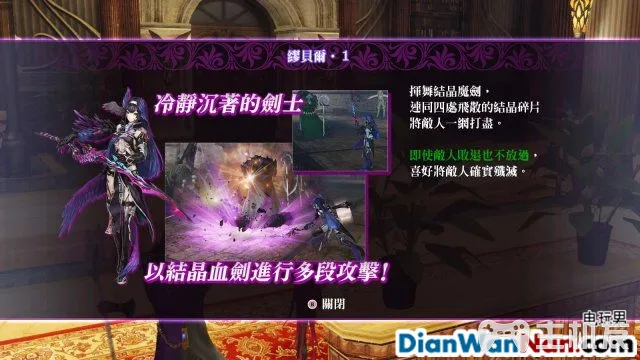 繆貝爾・1
冷靜沉著的劍士
揮舞結晶魔劍，
連同四處飛散的結晶碎片
將敵人一網打盡。
即使敵人敗退也不放過，
喜好將敵人確實殲滅。
以結晶血劍進行多段攻擊!
關閉
电玩男
DianWanNan.com